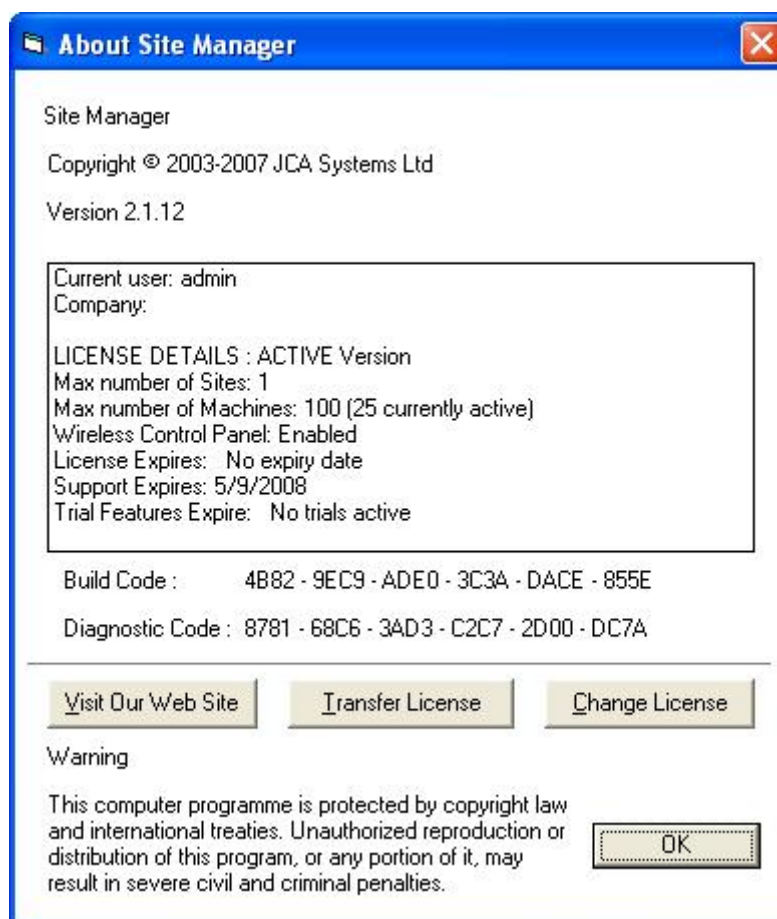 About Site Manager
Site Manager
Copyright © 2003-2007 JCA Systems Ltd
Version 2.1.12
Current user: admin
Company:
LICENSE DETAILS : ACTIVE Version
Max number of Sites: 1
Max number of Machines: 100 (25 currently active)
Wireless Control Panel: Enabled
License Expires: No expiry date
Support Expires: 5/9/2008
Trial Features Expire: No trials active
Build Code : 4B82 - 9EC9 - ADE0 - 3C3A - DACE - 855E
Diagnostic Code : 8781 - 68C6 - 3AD3 - C2C7 - 2D00 - DC7A
Visit Our Web Site Transfer License Change License
Warning
This computer programme is protected by copyright law
and international treaties. Unauthorized reproduction or
distribution of this program, or any portion of it, may
result in severe civil and criminal penalties.
OK